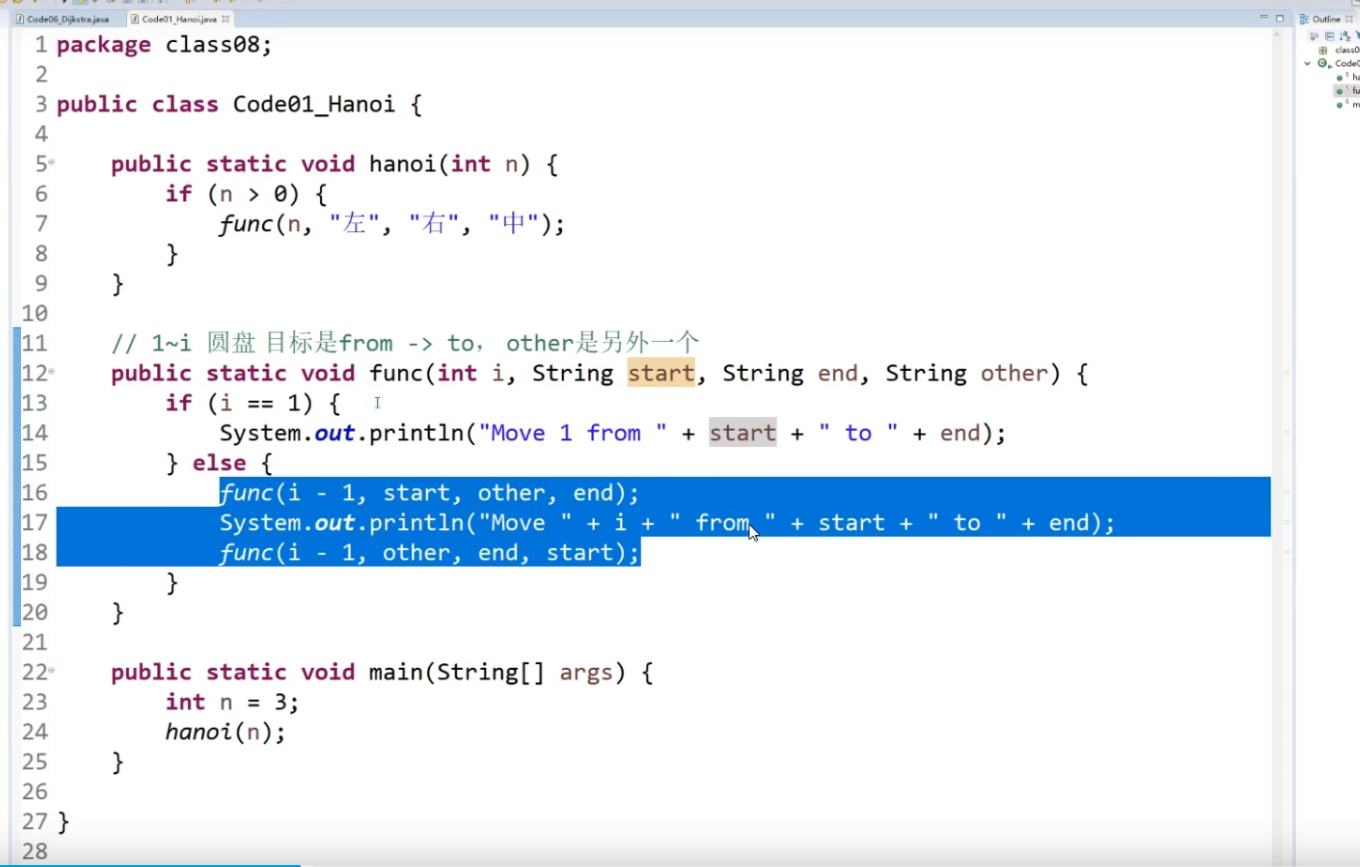 Code06_Dijkstra.java
Code01_Hanoi.java
Outline
1 package class08;
2
3 public class Code01_Hanoi {
4
5     public static void hanoi(int n) {
6         if (n > 0) {
7             func(n, "左", "右", "中");
8         }
9     }
10
11     // 1~i 圆盘 目标是from -> to， other是另外一个
12     public static void func(int i, String start, String end, String other) {
13         if (i == 1) {
14             System.out.println("Move 1 from " + start + " to " + end);
15         } else {
16             func(i - 1, start, other, end);
17             System.out.println("Move " + i + " from " + start + " to " + end);
18             func(i - 1, other, end, start);
19         }
20     }
21
22     public static void main(String[] args) {
23         int n = 3;
24         hanoi(n);
25     }
26
27 }
28